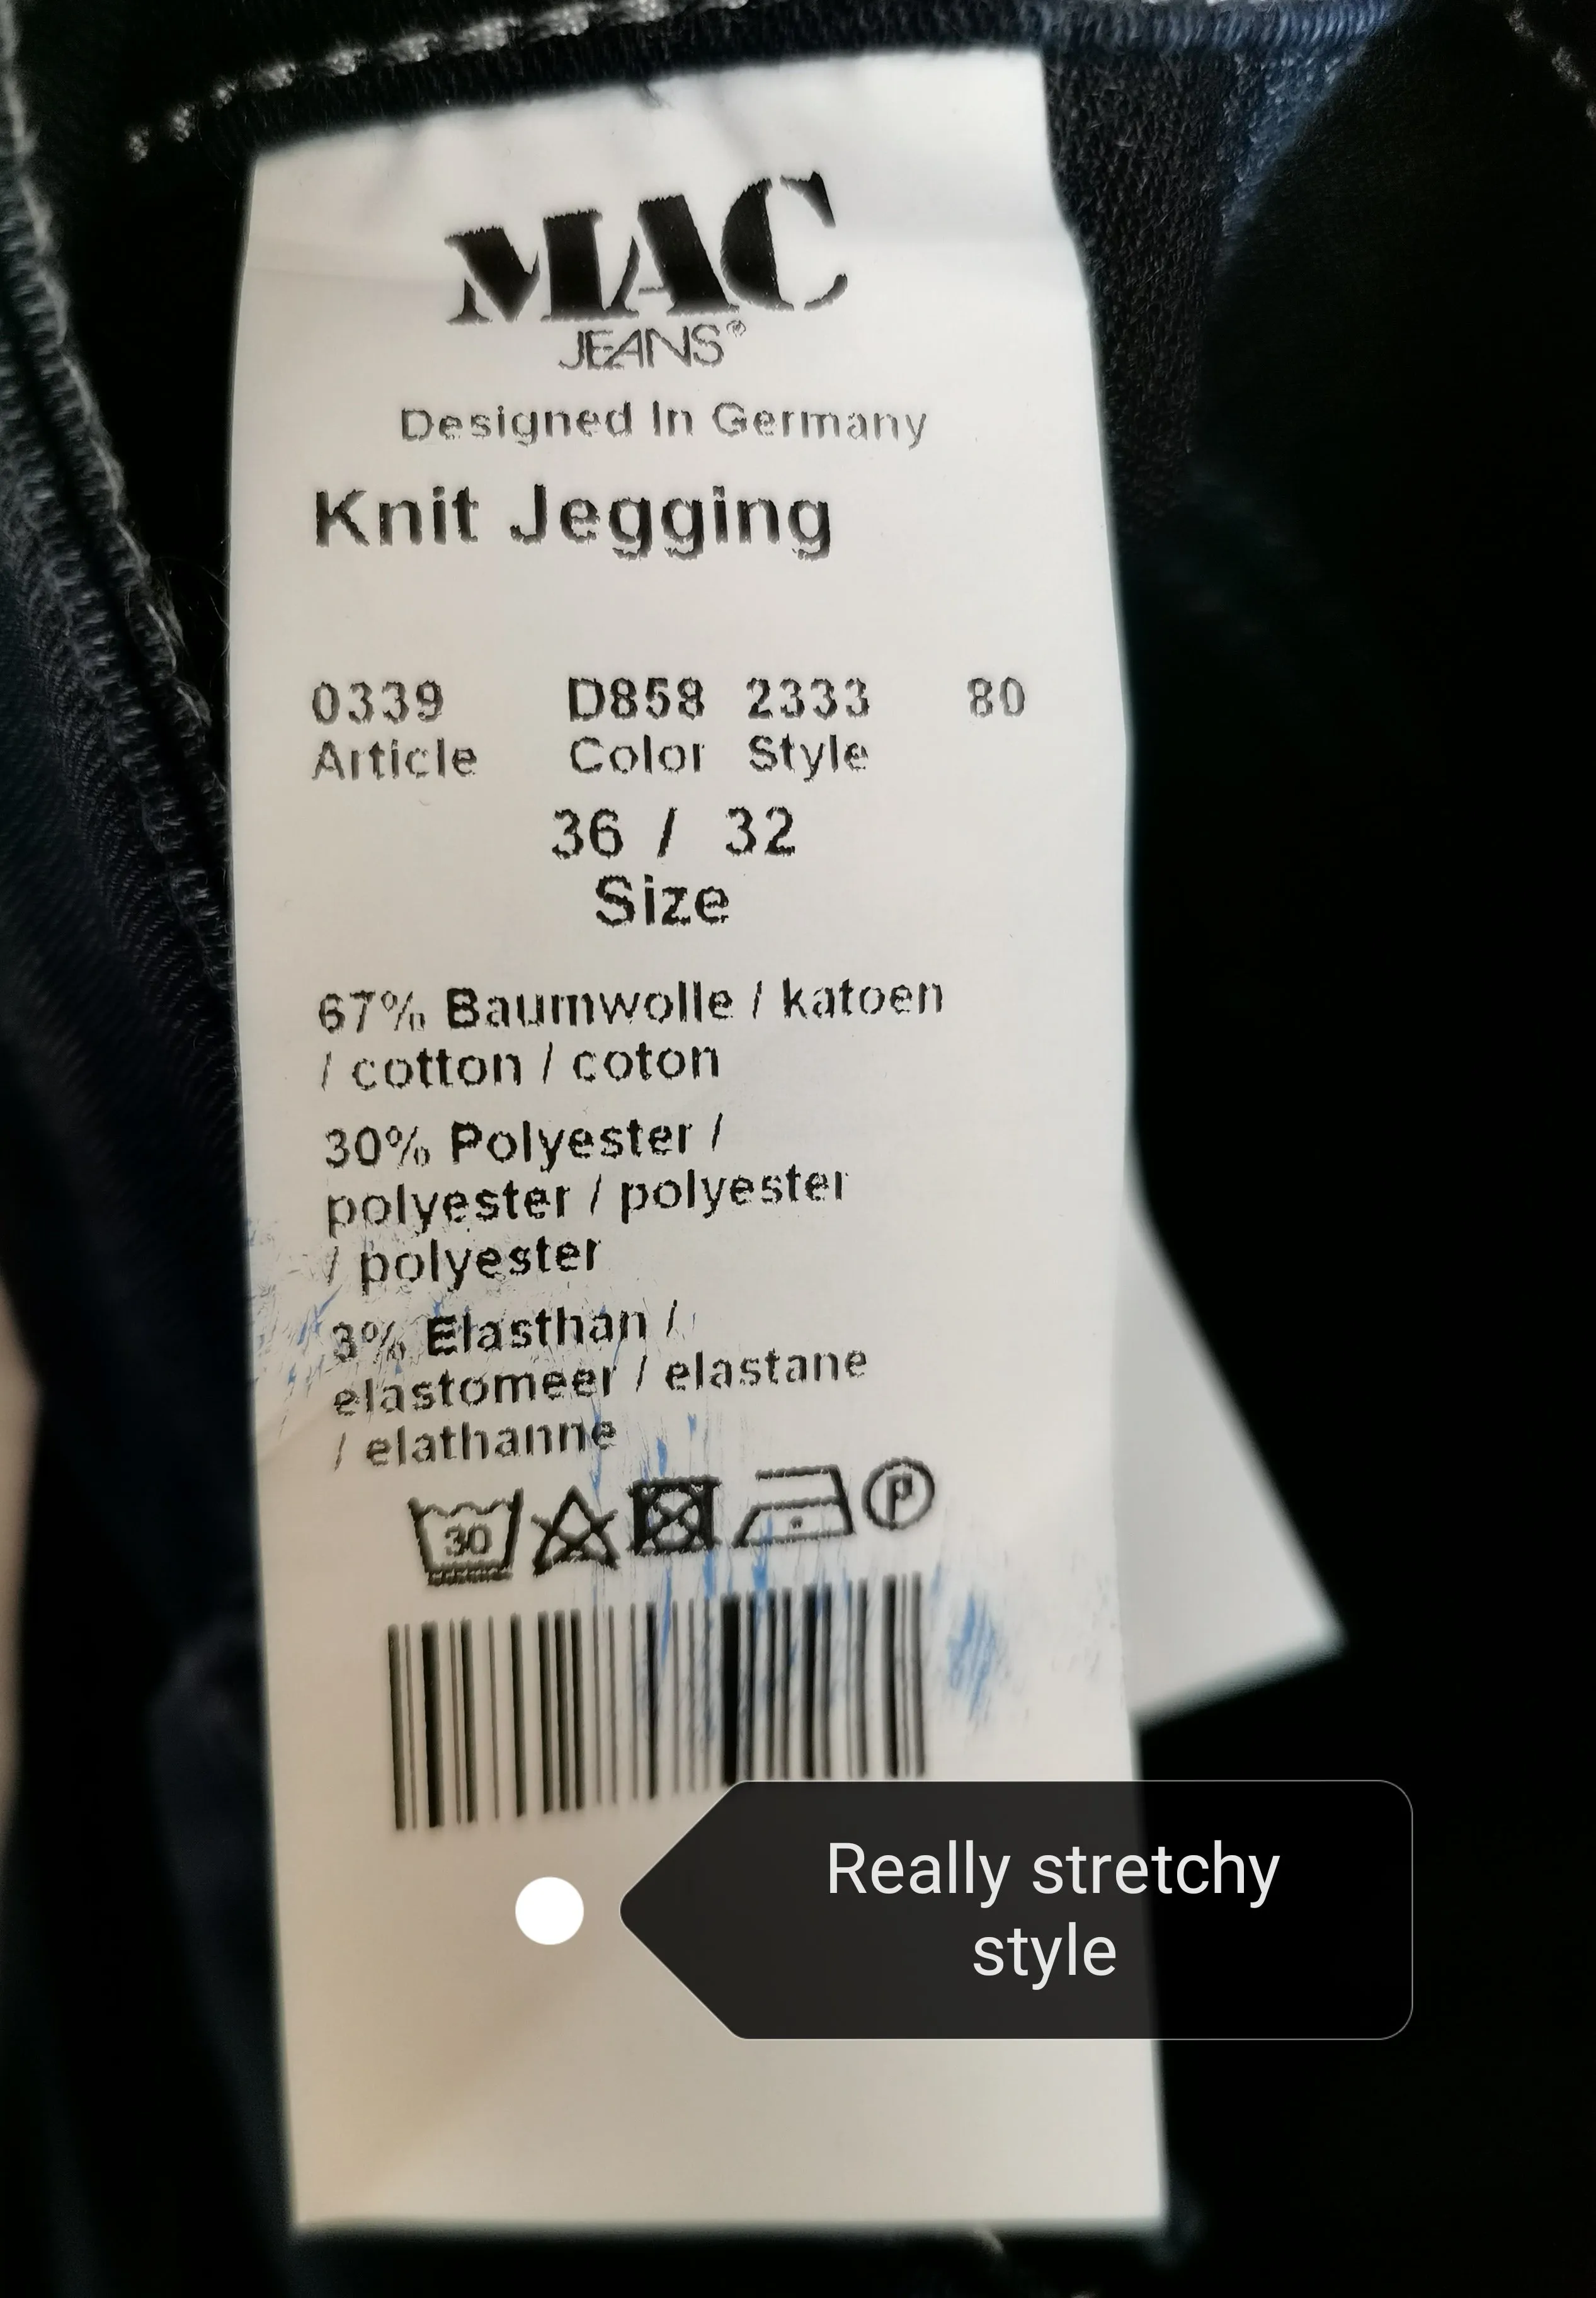 MAC
JEANS®
Designed In Germany
Knit Jegging
0339 D858 2333 80
Article Color Style
36 / 32
Size
67% Baumwolle / katoen
/ cotton / coton
30% Polyester /
polyester / polyester
/ polyester
3% Elasthan /
elastomeer / elastane
/ elathanne
30 P
Really stretchy
style